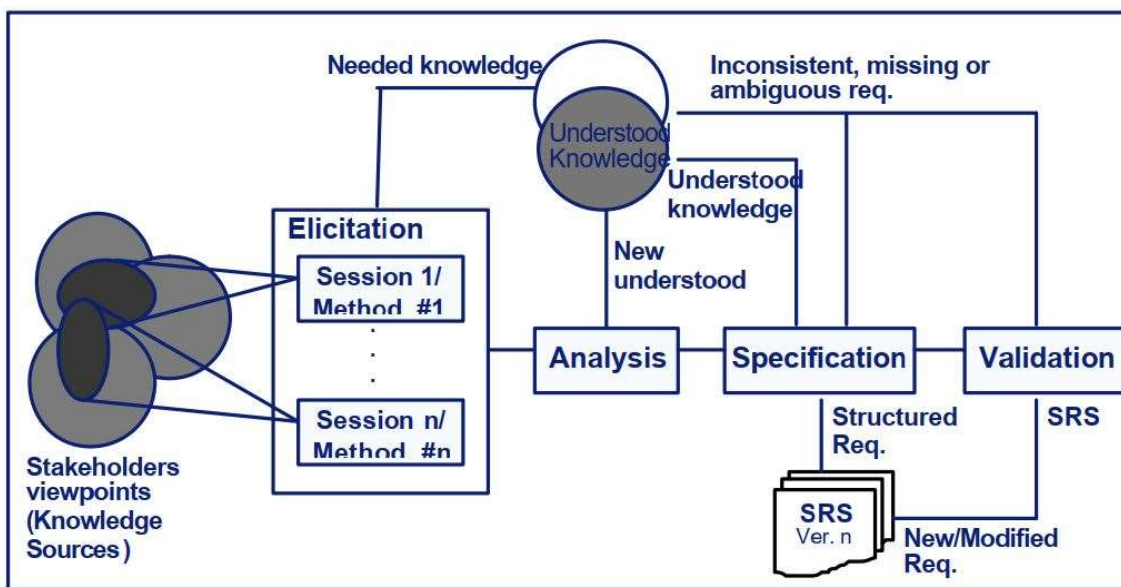 Needed knowledge
Inconsistent, missing or
ambiguous req.
Understood
Knowledge
Understood
knowledge
New
understood
Elicitation
Session 1/
Method #1
.
.
.
Session n/
Method #n
Analysis
Specification
Validation
Structured
Req.
SRS
SRS
Ver. n
New/Modified
Req.
Stakeholders
viewpoints
(Knowledge
Sources)